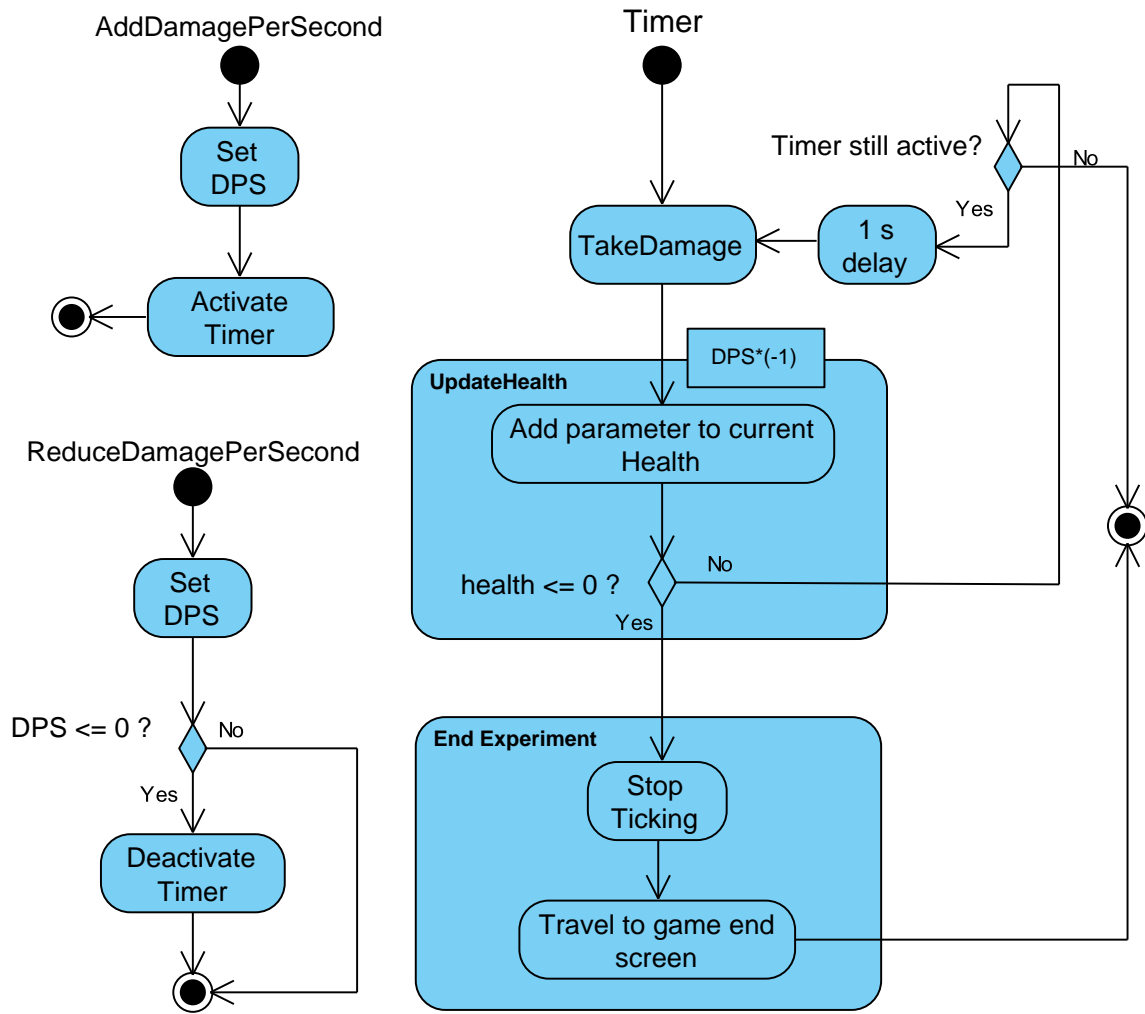 AddDamagePerSecond
Set
DPS
Activate
Timer
ReduceDamagePerSecond
Set
DPS
DPS <= 0 ?
No
Yes
Deactivate
Timer
Timer
Timer still active?
No
Yes
TakeDamage
1 s
delay
DPS*(-1)
UpdateHealth
Add parameter to current
Health
health <= 0 ?
No
Yes
End Experiment
Stop
Ticking
Travel to game end
screen